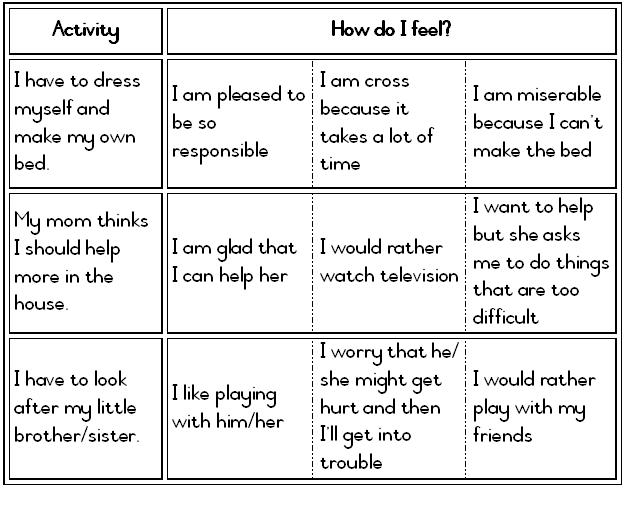 Activity
How do I feel?
I have to dress
myself and
make my own
bed.
I am pleased to
be so
responsible
I am cross
because it
takes a lot of
time
I am miserable
because I can't
make the bed
My mom thinks
I should help
more in the
house.
I am glad that
I can help her
I would rather
watch television
I want to help
but she asks
me to do things
that are too
difficult
I have to look
after my little
brother/sister.
I like playing
with him/her
I worry that he/
she might get
hurt and then
I'll get into
trouble
I would rather
play with my
friends